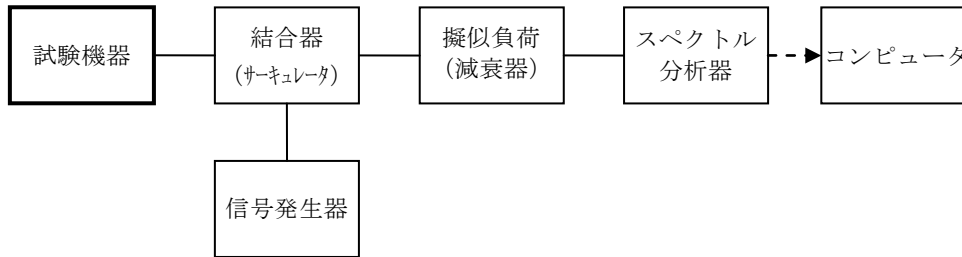 試験機器
結合器
(サーキュレータ)
擬似負荷
(減衰器)
スペクトル
分析器
コンピュータ
信号発生器